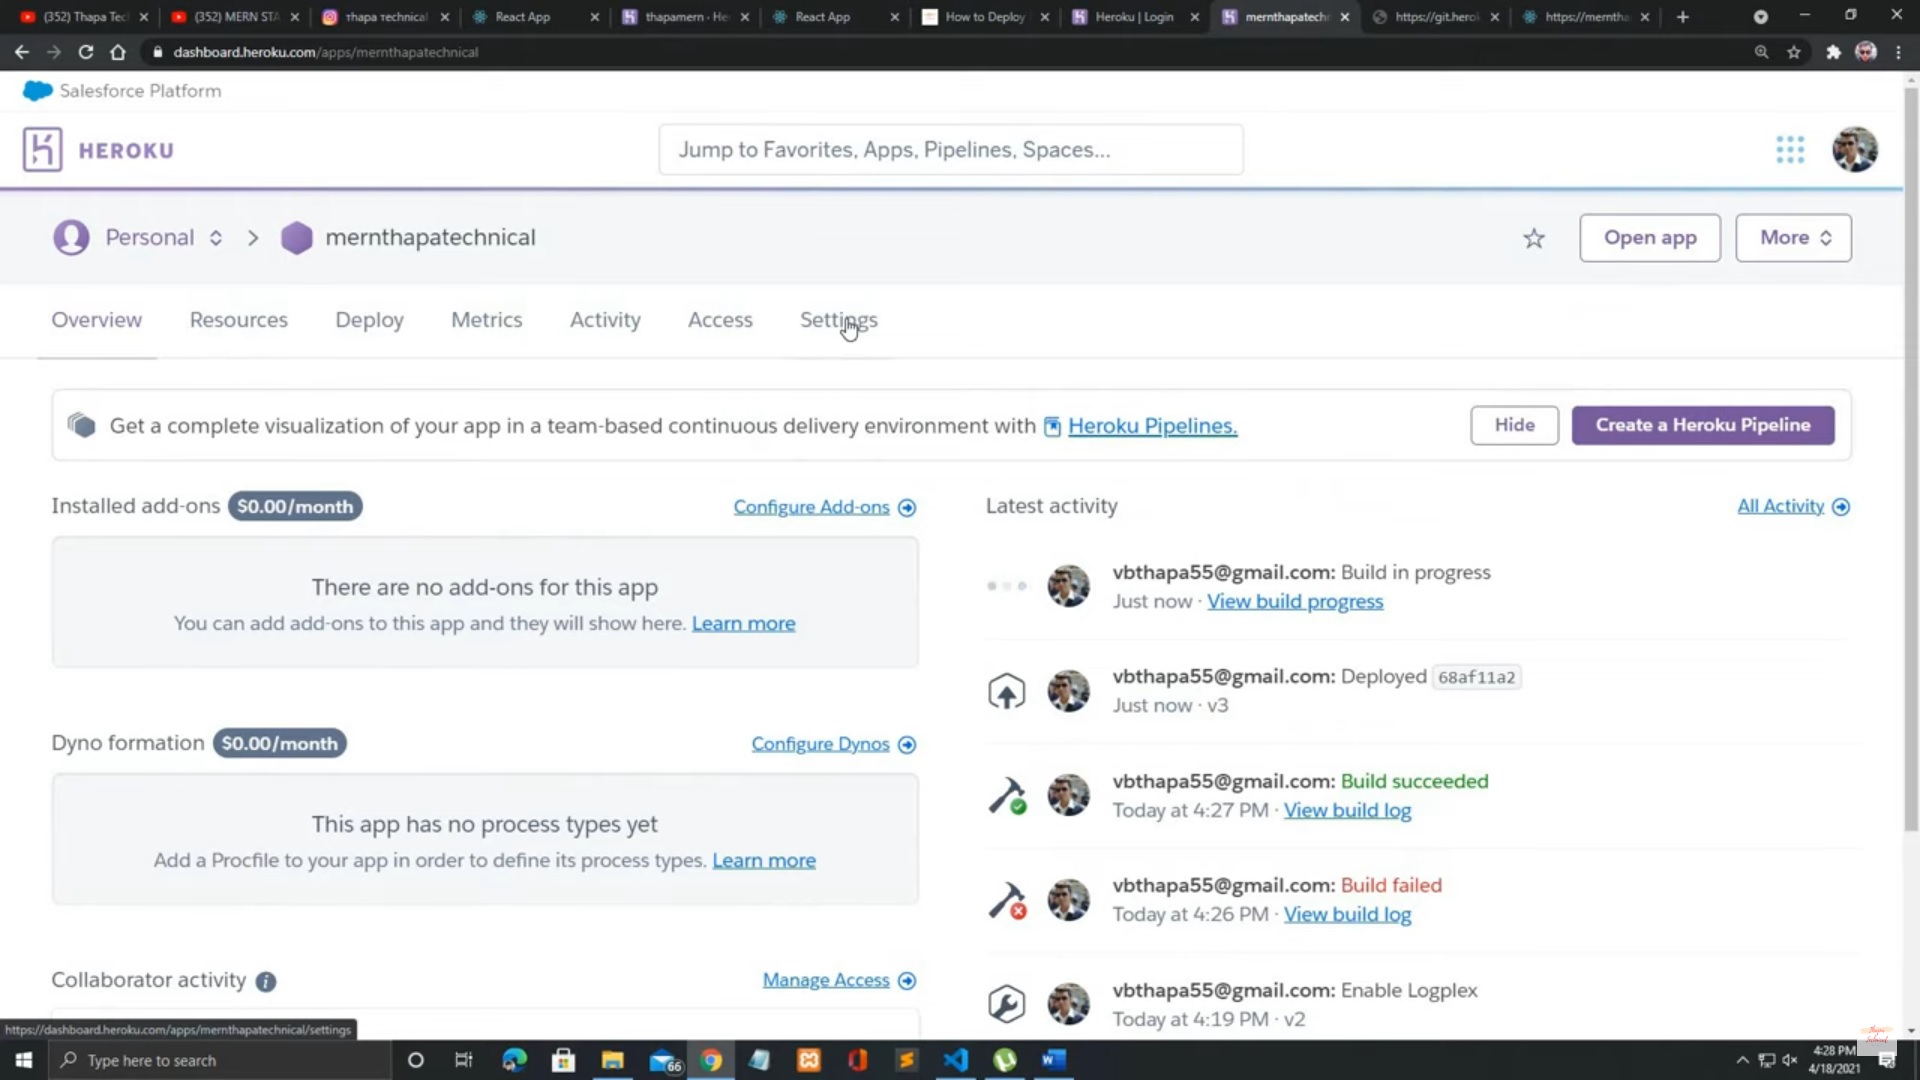 (352) Thapa Tec
(352) MERN STA
Thapa Technical
React App
thapamern · He
React App
How to Deploy
Heroku | Login
mernthapatechn
https://git.hero
https://merntha
dashboard.heroku.com/apps/mernthapatechnical
Salesforce Platform
HEROKU
Jump to Favorites, Apps, Pipelines, Spaces...
Personal
mernthapatechnical
Open app
More
Overview
Resources
Deploy
Metrics
Activity
Access
Settings
Get a complete visualization of your app in a team-based continuous delivery environment with Heroku Pipelines.
Hide
Create a Heroku Pipeline
Installed add-ons $0.00/month
Configure Add-ons
There are no add-ons for this app
You can add add-ons to this app and they will show here. Learn more
Dyno formation $0.00/month
Configure Dynos
This app has no process types yet
Add a Procfile to your app in order to define its process types. Learn more
Collaborator activity
Manage Access
Latest activity
All Activity
vbthapa55@gmail.com: Build in progress
Just now · View build progress
vbthapa55@gmail.com: Deployed 68af11a2
Just now · v3
vbthapa55@gmail.com: Build succeeded
Today at 4:27 PM · View build log
vbthapa55@gmail.com: Build failed
Today at 4:26 PM · View build log
vbthapa55@gmail.com: Enable Logplex
Today at 4:19 PM · v2
https://dashboard.heroku.com/apps/mernthapatechnical/settings
Type here to search
66
4:28 PM
4/18/2021